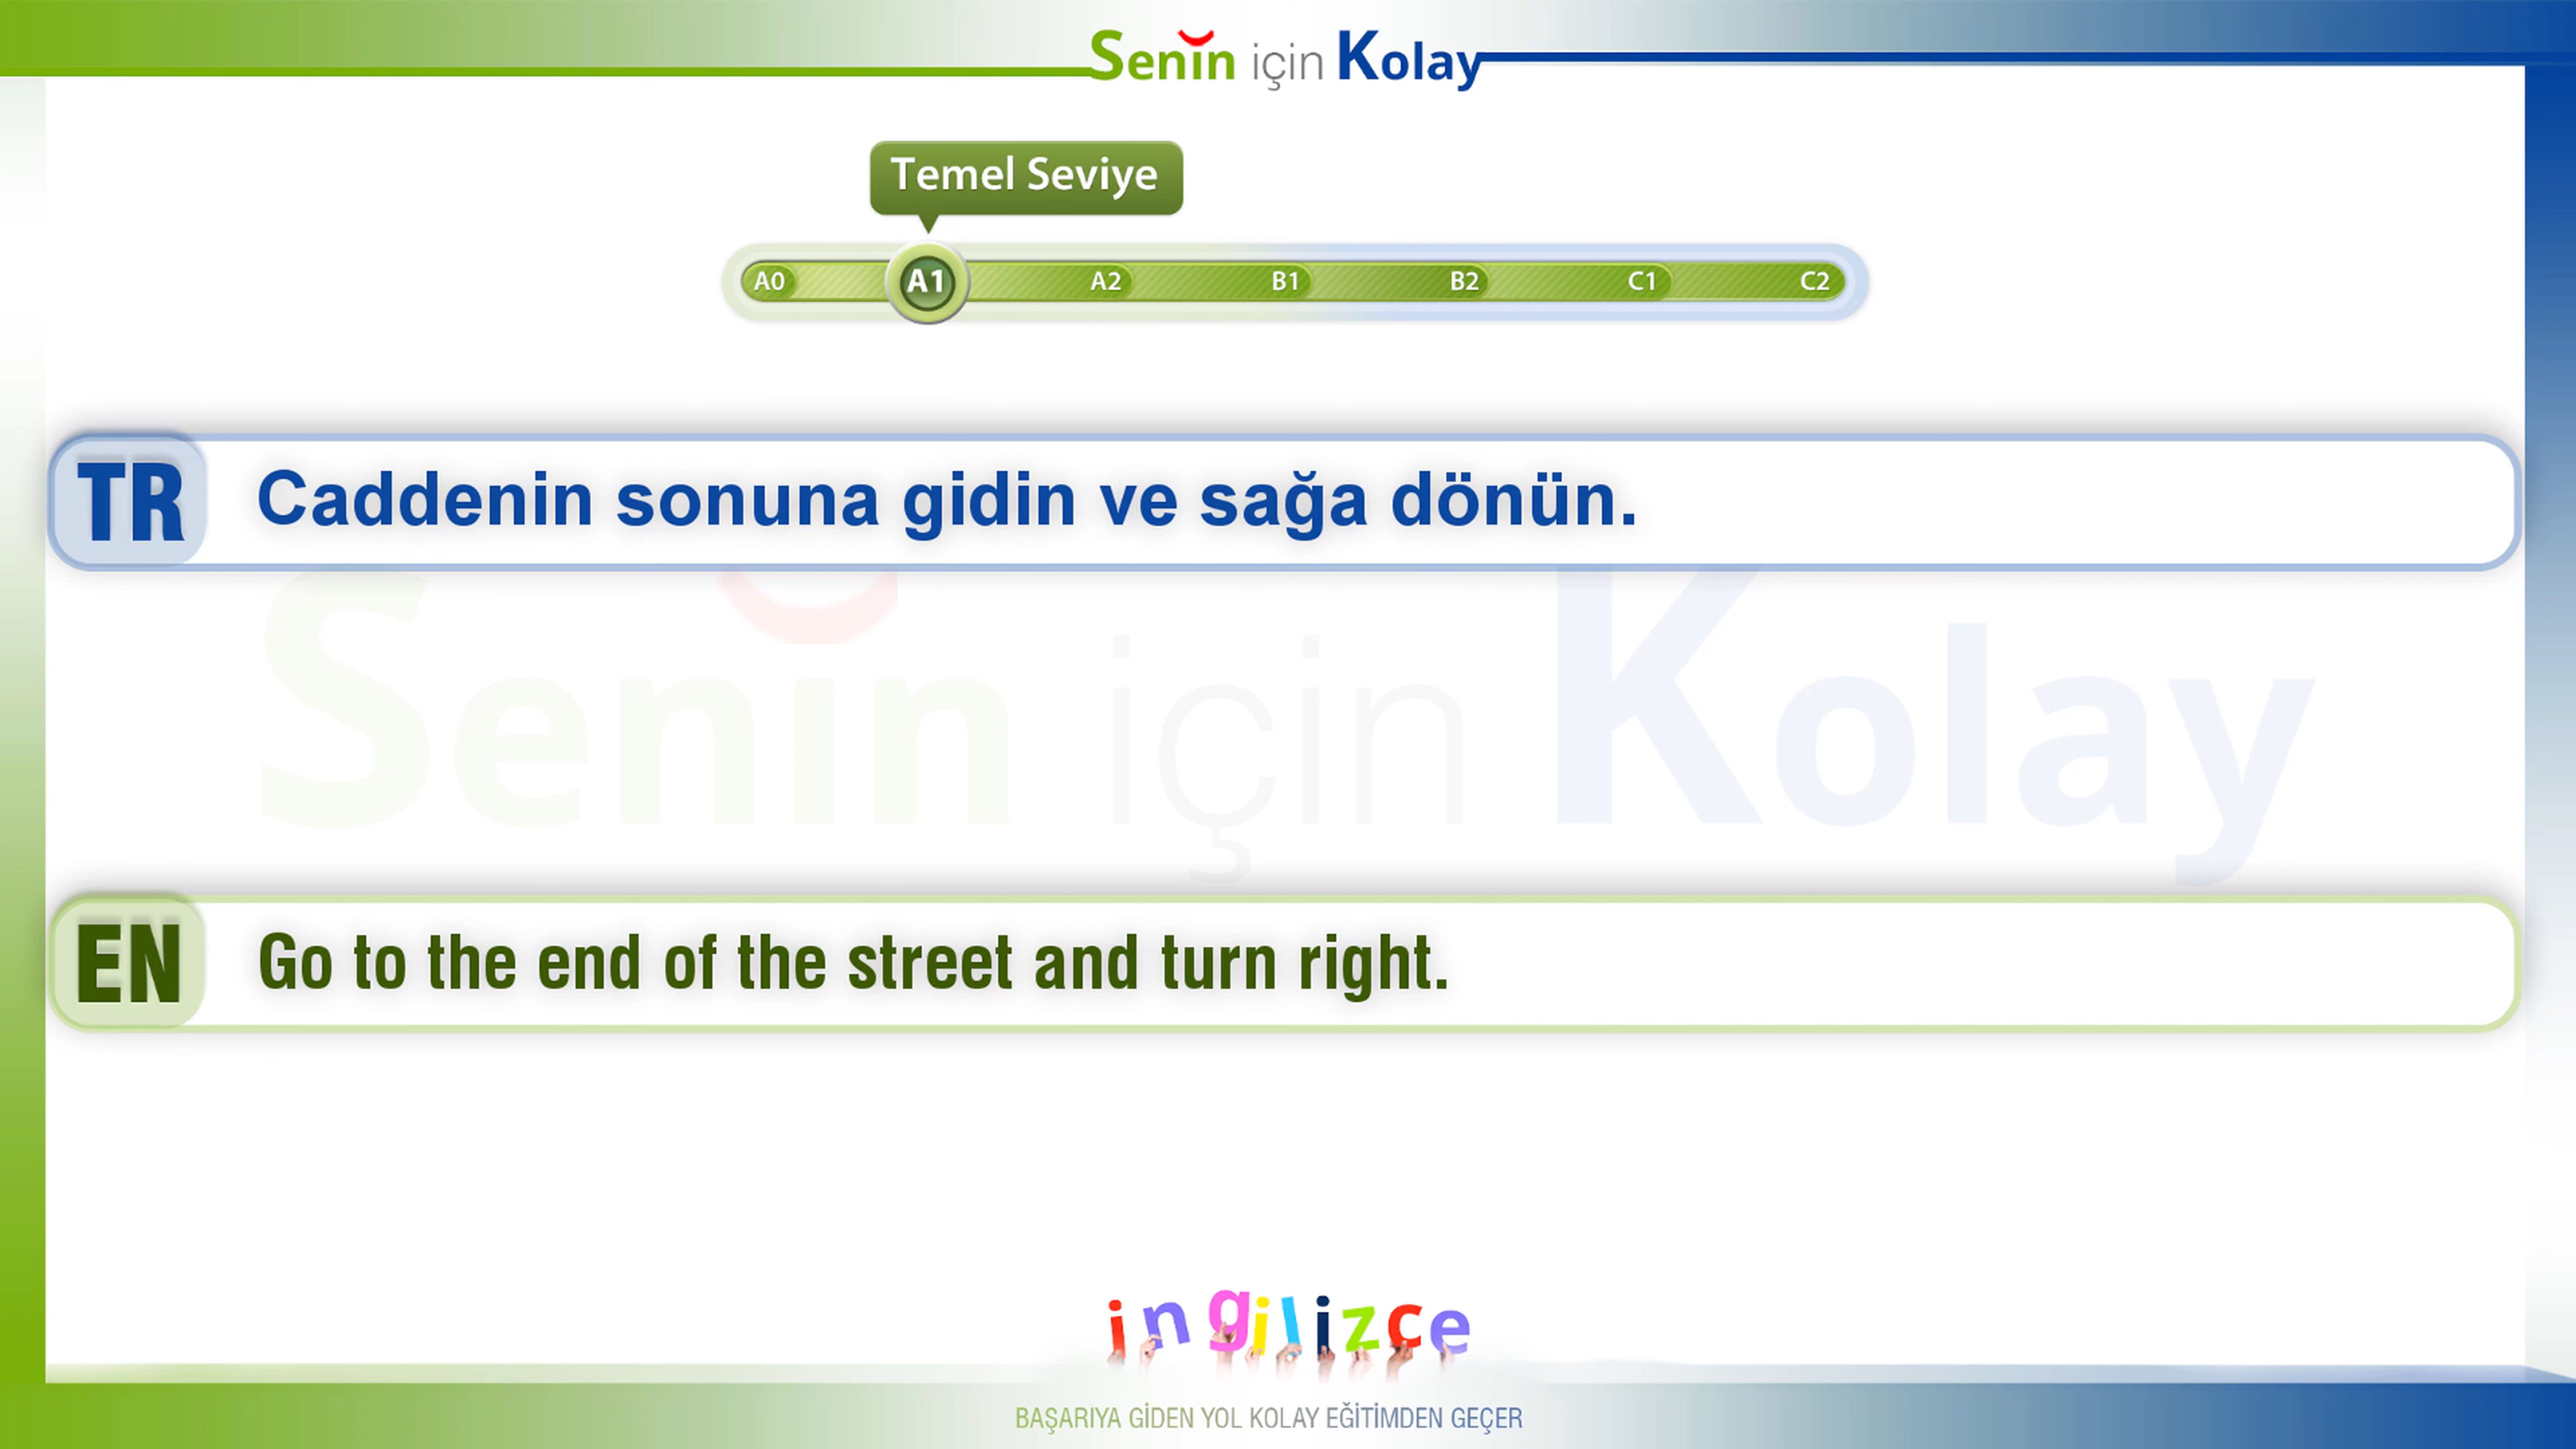 Senin için Kolay
Temel Seviye
A0 A1 A2 B1 B2 C1 C2
TR Caddenin sonuna gidin ve sağa dönün.
Senin için Kolay
EN Go to the end of the street and turn right.
ingilizce
BAŞARIYA GİDEN YOL KOLAY EĞİTİMDEN GEÇER